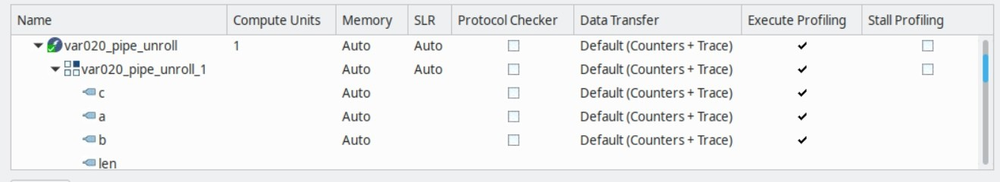 Name Compute Units Memory SLR Protocol Checker Data Transfer Execute Profiling Stall Profiling
var020_pipe_unroll 1 Auto Auto Default (Counters + Trace)
var020_pipe_unroll_1 Auto Auto Default (Counters + Trace)
c Auto Default (Counters + Trace)
a Auto Default (Counters + Trace)
b Auto Default (Counters + Trace)
len